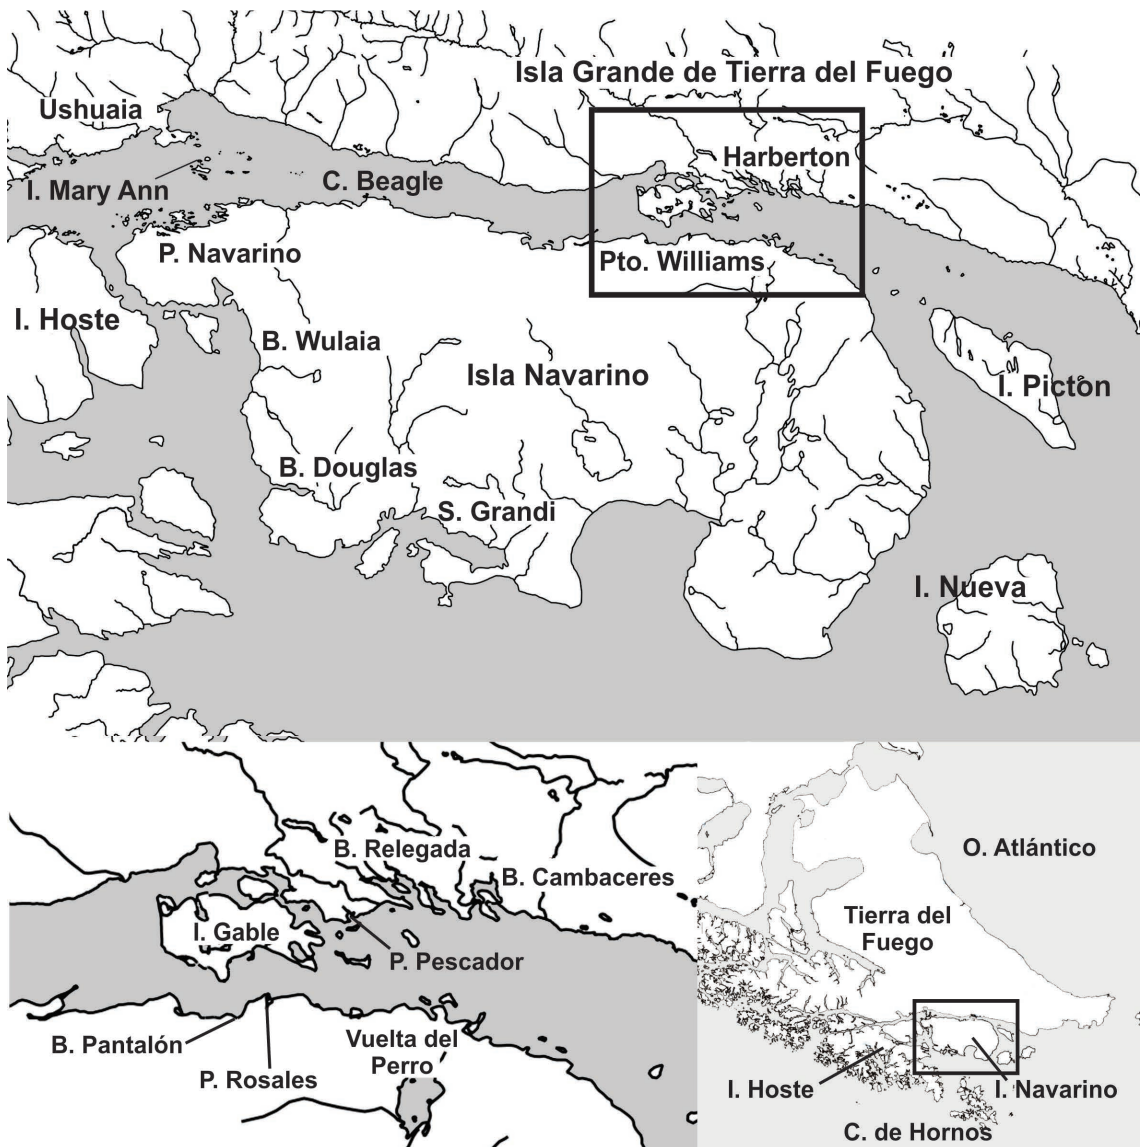 Isla Grande de Tierra del Fuego
Ushuaia
Harberton
I. Mary Ann
C. Beagle
P. Navarino
Pto. Williams
I. Hoste
B. Wulaia
Isla Navarino
I. Picton
B. Douglas
S. Grandi
I. Nueva
B. Relegada
B. Cambaceres
I. Gable
P. Pescador
B. Pantalón
P. Rosales
Vuelta del
Perro
O. Atlántico
Tierra del
Fuego
I. Hoste
I. Navarino
C. de Hornos